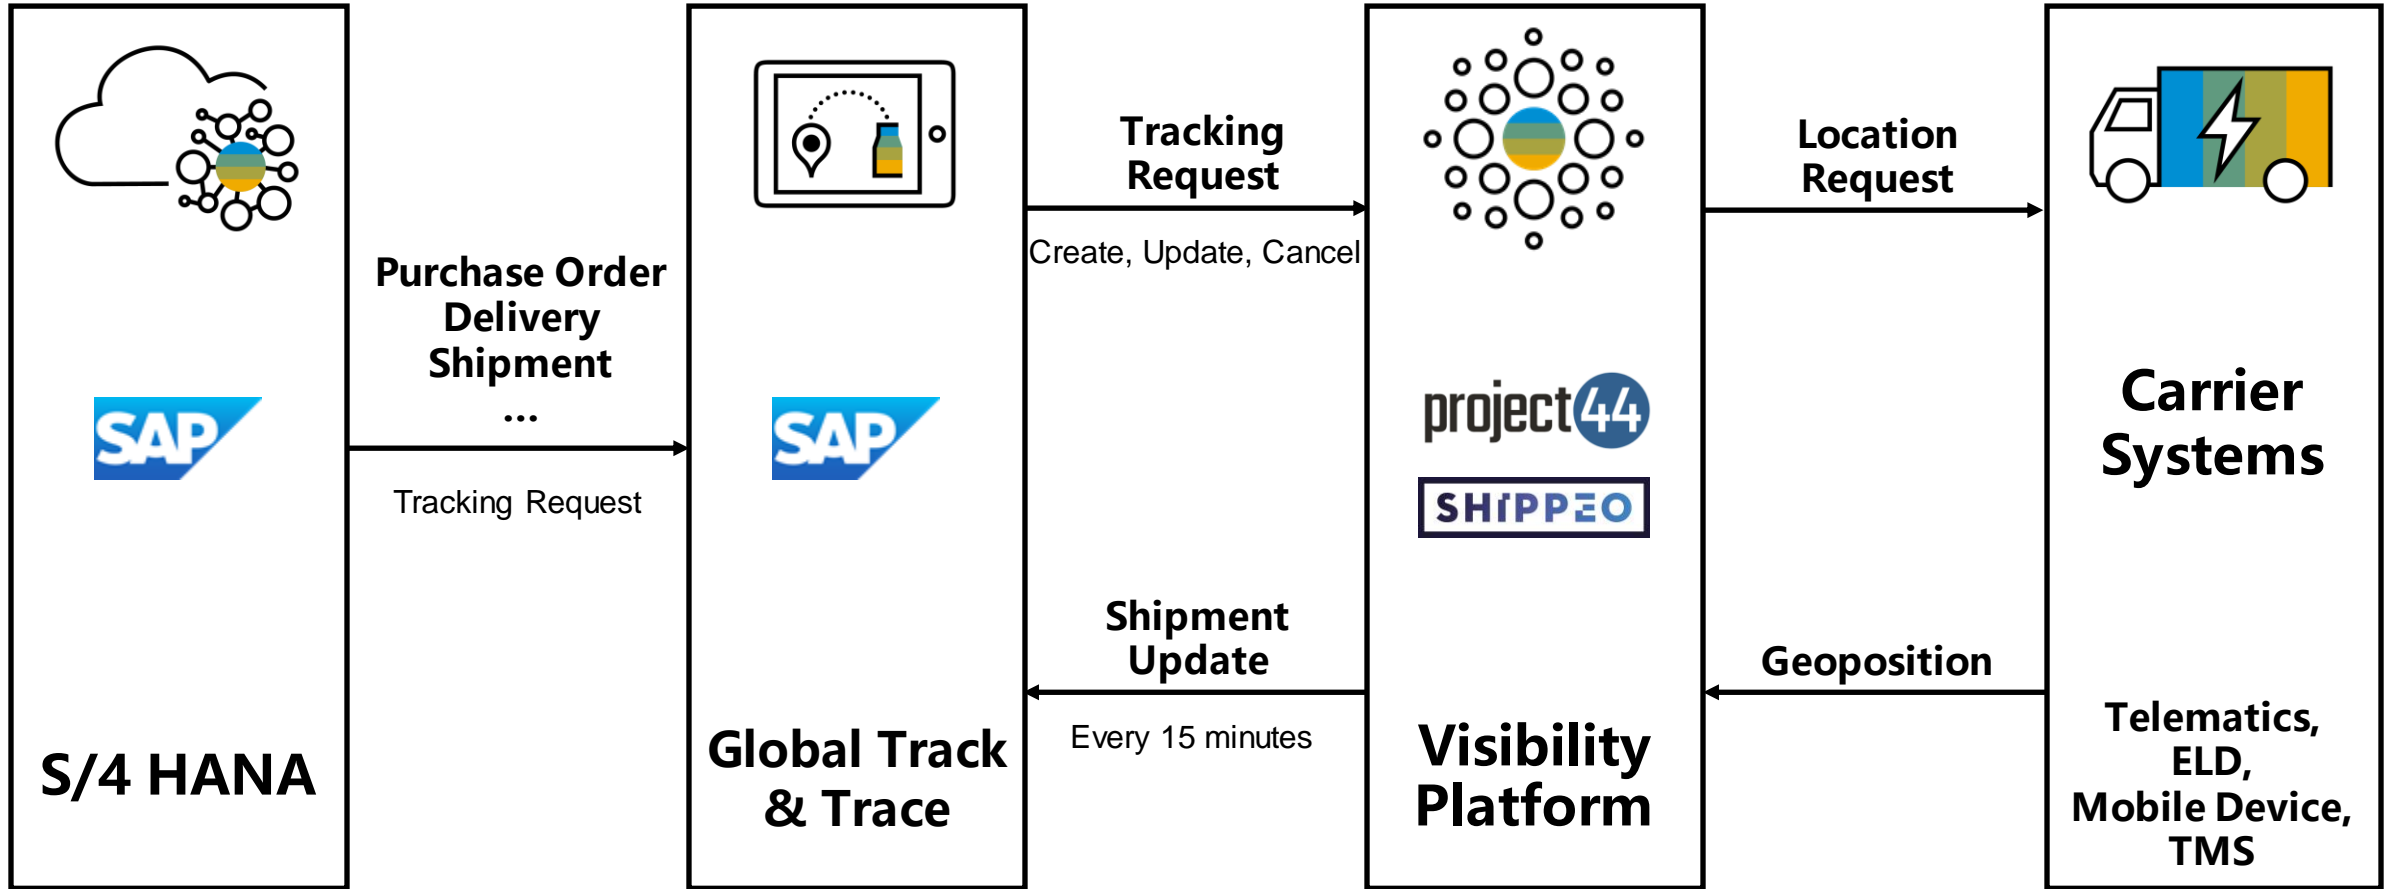 SAP
S/4 HANA
Purchase Order
Delivery
Shipment
...
Tracking Request
SAP
Global Track
& Trace
Tracking
Request
Create, Update, Cancel
Shipment
Update
Every 15 minutes
project44
SHIPPEO
Visibility
Platform
Location
Request
Geoposition
Carrier
Systems
Telematics,
ELD,
Mobile Device,
TMS